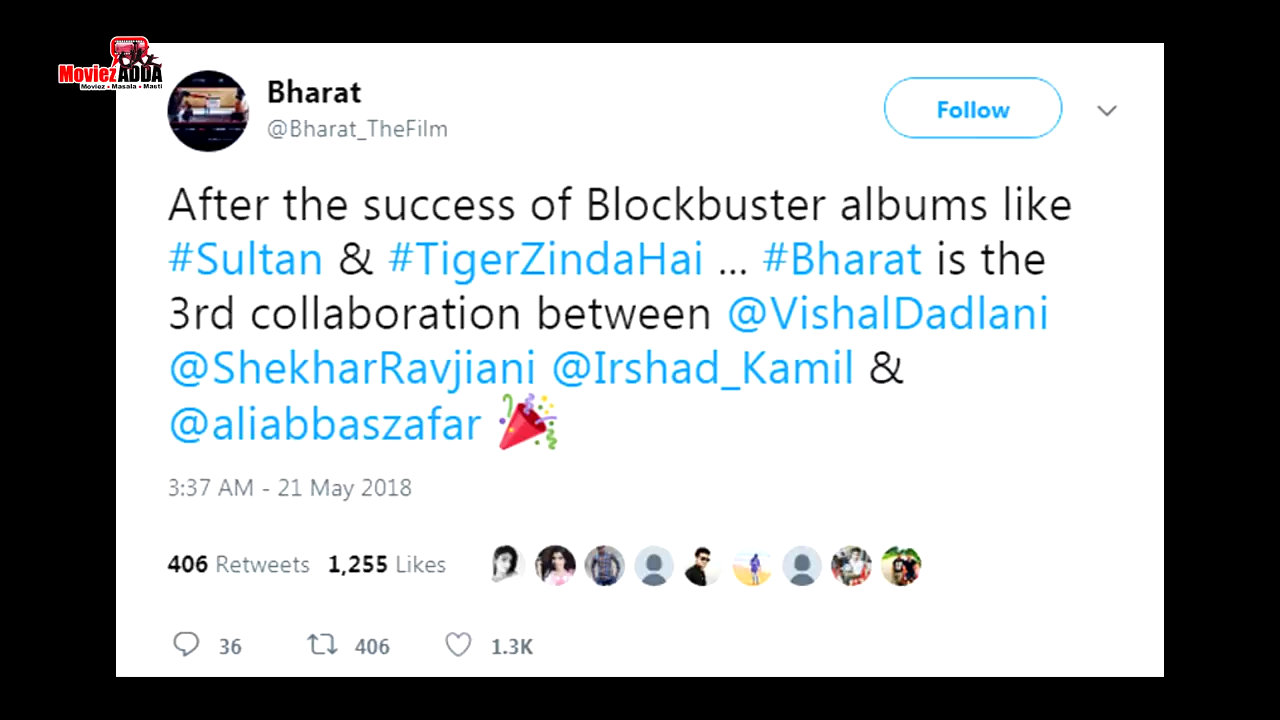 MoviezADDA
Moviez • Masala • Masti
Bharat
@Bharat_TheFilm
Follow
After the success of Blockbuster albums like
#Sultan & #TigerZindaHai ... #Bharat is the
3rd collaboration between @VishalDadlani
@ShekharRavjiani @Irshad_Kamil &
@aliabbaszafar 🎉
3:37 AM - 21 May 2018
406 Retweets 1,255 Likes
36 406 1.3K